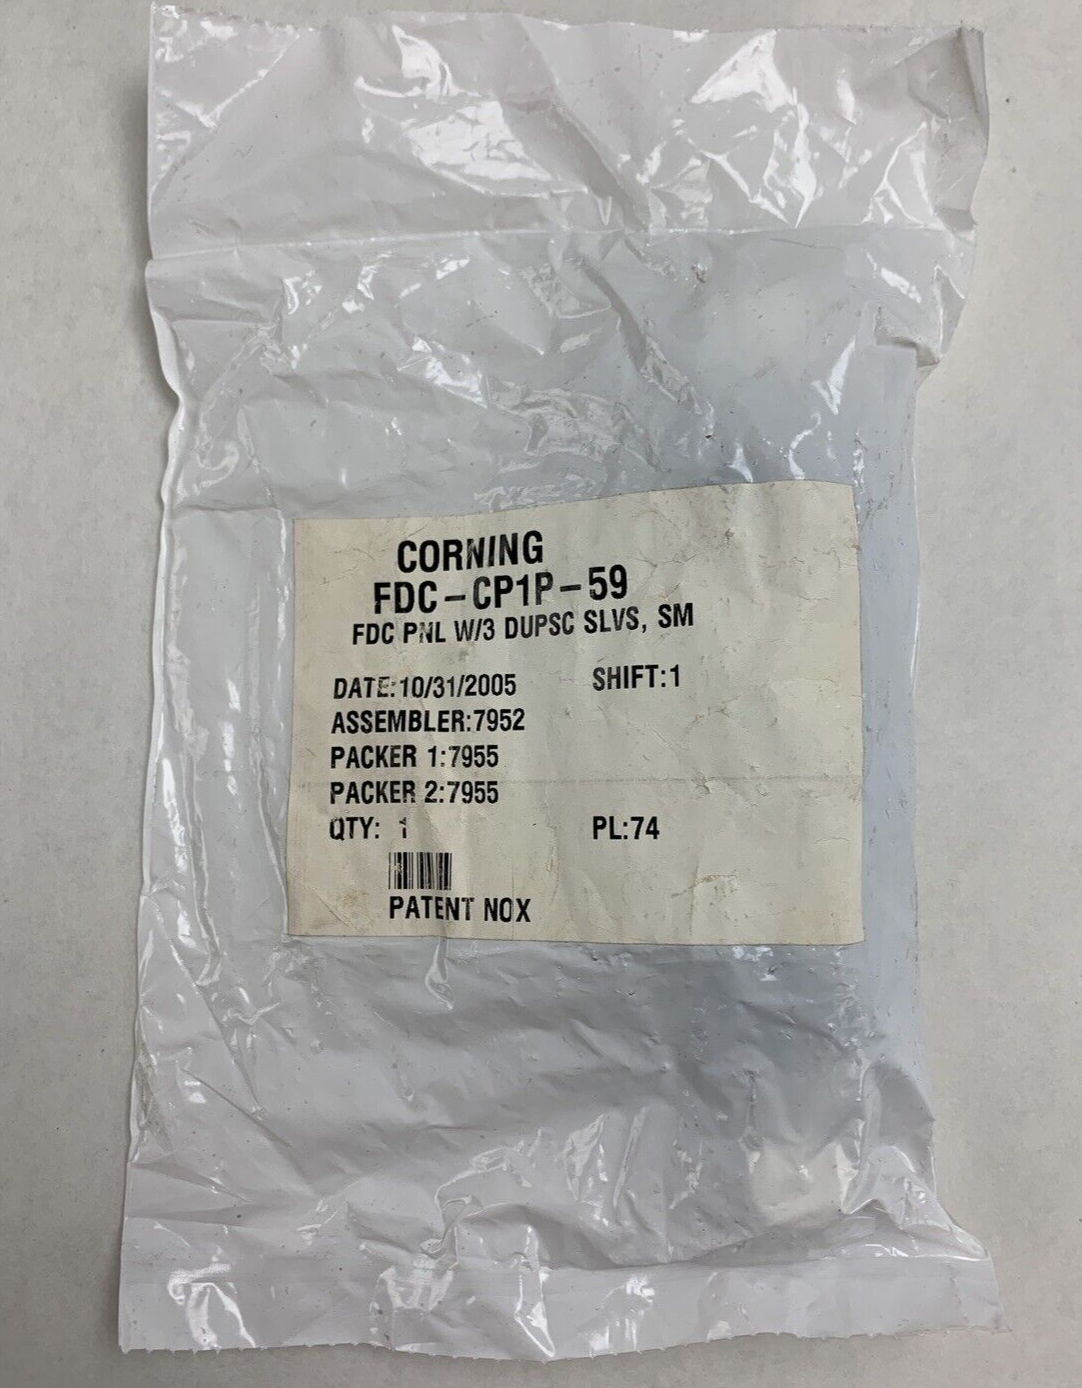 CORNING
FDC-CP1P-59
FDC PNL W/3 DUPSC SLVS, SM
DATE:10/31/2005 SHIFT:1
ASSEMBLER:7952
PACKER 1:7955
PACKER 2:7955
QTY: 1 PL:74
PATENT NOX